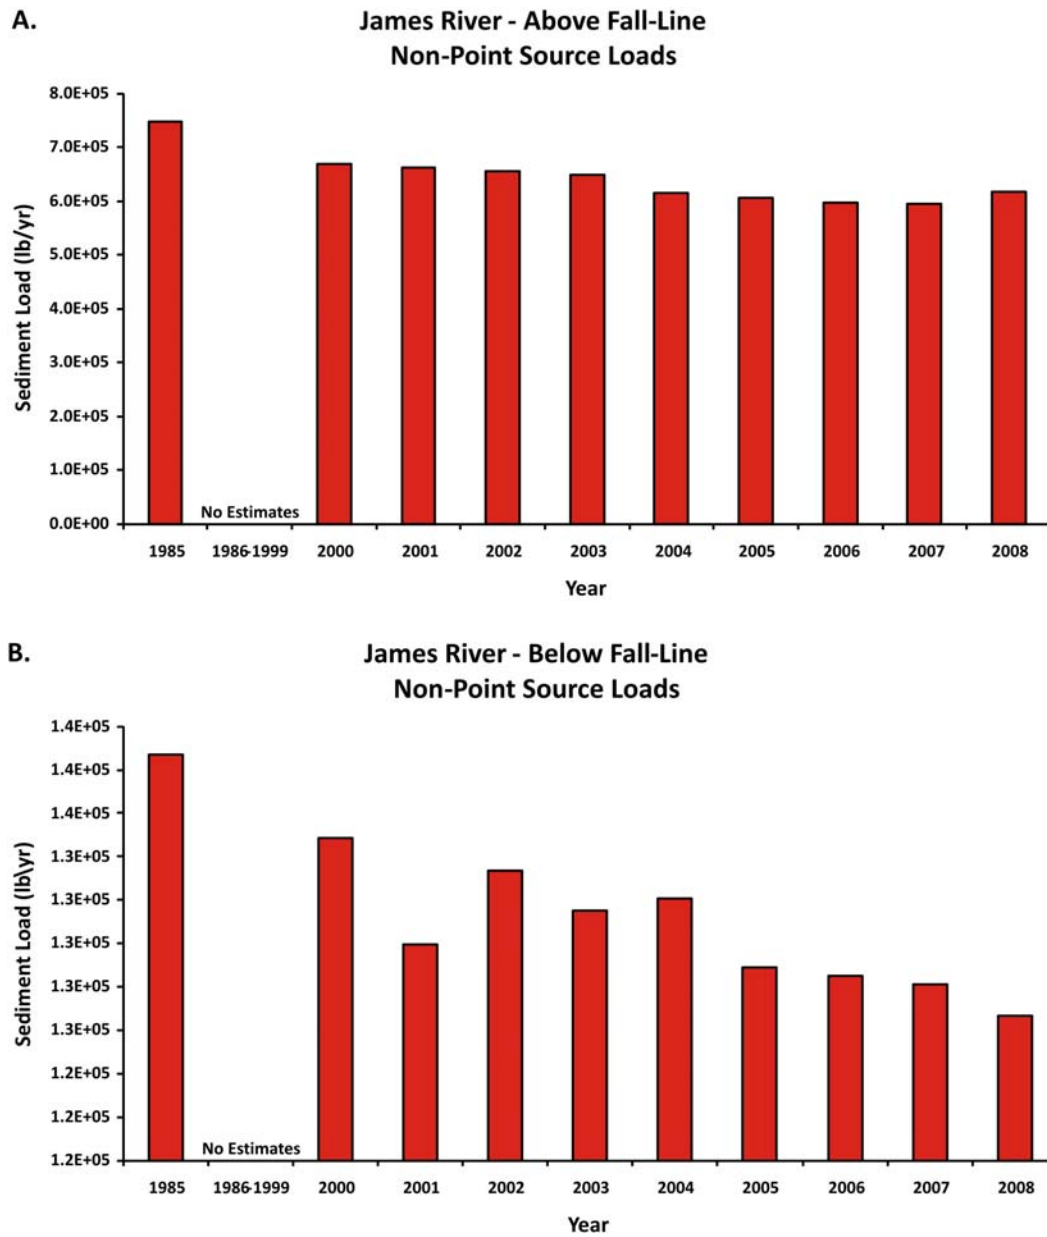 A.
James River - Above Fall-Line
Non-Point Source Loads
8.0E+05
7.0E+05
6.0E+05
5.0E+05
4.0E+05
3.0E+05
2.0E+05
1.0E+05
0.0E+00
Sediment Load (lb/yr)
No Estimates
1985 1986-1999 2000 2001 2002 2003 2004 2005 2006 2007 2008
Year
B.
James River - Below Fall-Line
Non-Point Source Loads
1.4E+05
1.4E+05
1.4E+05
1.3E+05
1.3E+05
1.3E+05
1.3E+05
1.3E+05
1.2E+05
1.2E+05
1.2E+05
Sediment Load (lb\yr)
No Estimates
1985 1986-1999 2000 2001 2002 2003 2004 2005 2006 2007 2008
Year